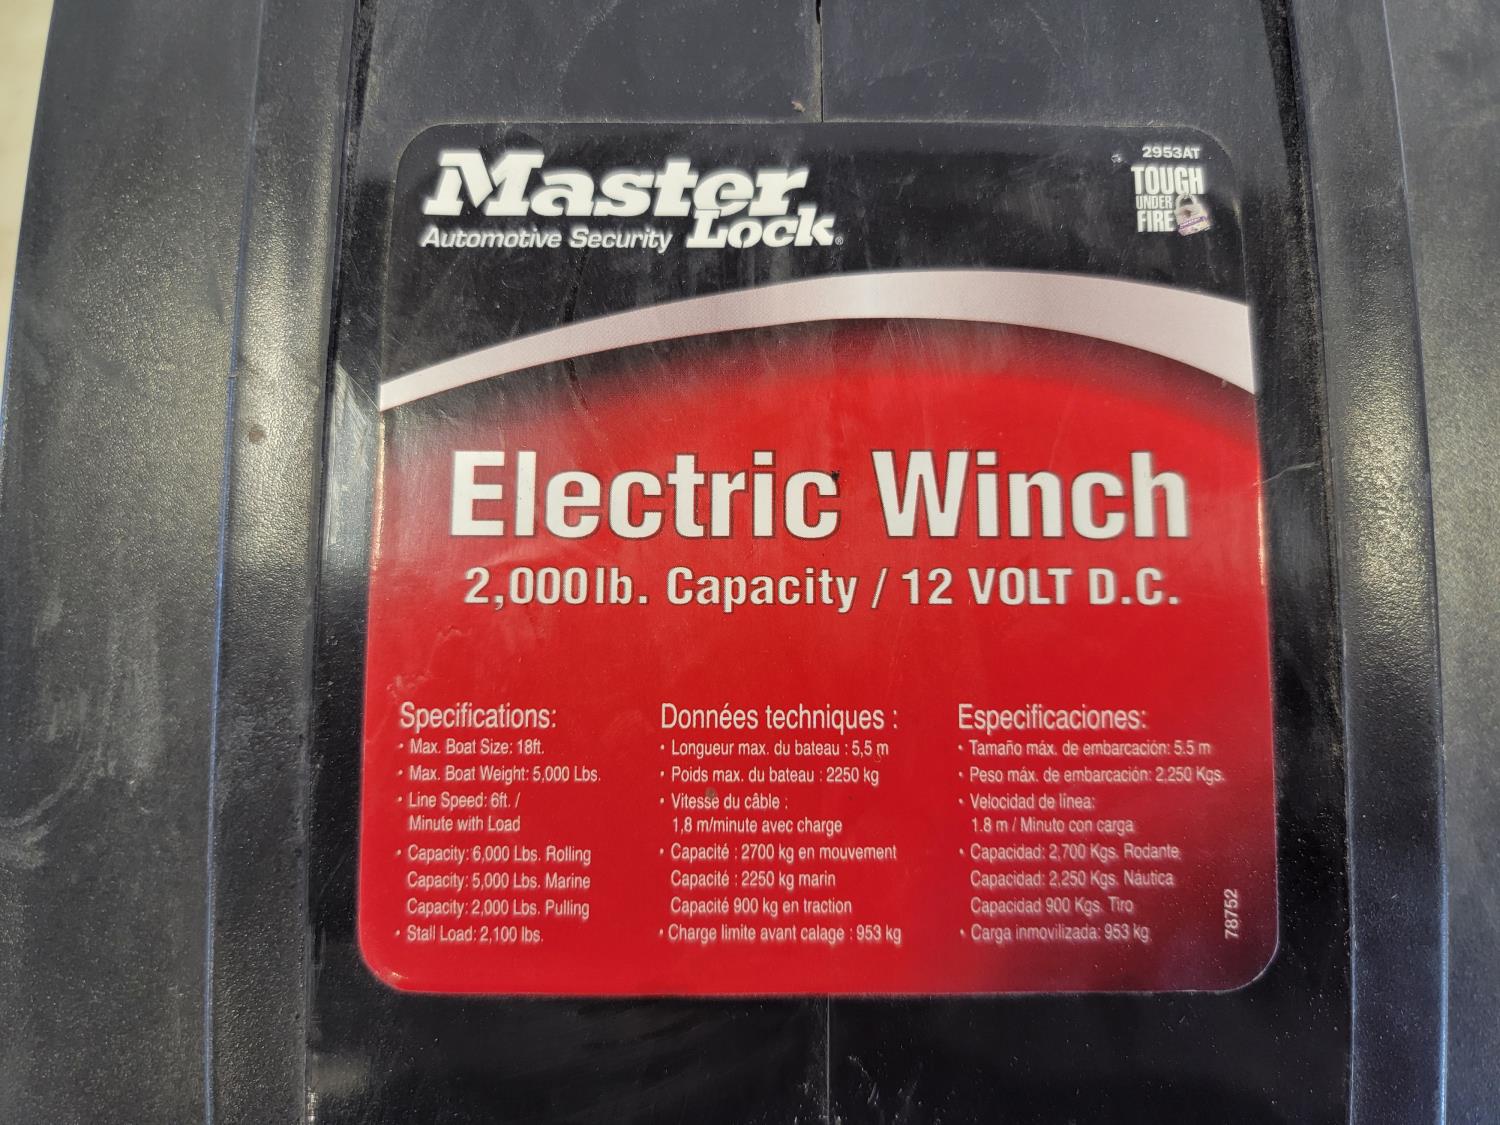 Master Lock
Automotive Security
2953AT
TOUGH
UNDER
FIRE
Electric Winch
2,000 lb. Capacity / 12 VOLT D.C.
Specifications:
• Max. Boat Size: 18ft.
• Max. Boat Weight: 5,000 Lbs.
• Line Speed: 6ft. /
Minute with Load
• Capacity: 6,000 Lbs. Rolling
Capacity: 5,000 Lbs. Marine
Capacity: 2,000 Lbs. Pulling
• Stall Load: 2,100 lbs.
Données techniques :
• Longueur max. du bateau : 5,5 m
• Poids max. du bateau : 2250 kg
• Vitesse du câble :
1,8 m/minute avec charge
• Capacité : 2700 kg en mouvement
Capacité : 2250 kg marin
Capacité 900 kg en traction
• Charge limite avant calage : 953 kg
Especificaciones:
• Tamaño máx. de embarcación: 5.5 m
• Peso máx. de embarcación: 2,250 Kgs.
• Velocidad de línea:
1.8 m / Minuto con carga
• Capacidad: 2,700 Kgs. Rodante
Capacidad: 2,250 Kgs. Náutica
Capacidad 900 Kgs. Tiro
• Carga inmovilizada: 953 kg
78752